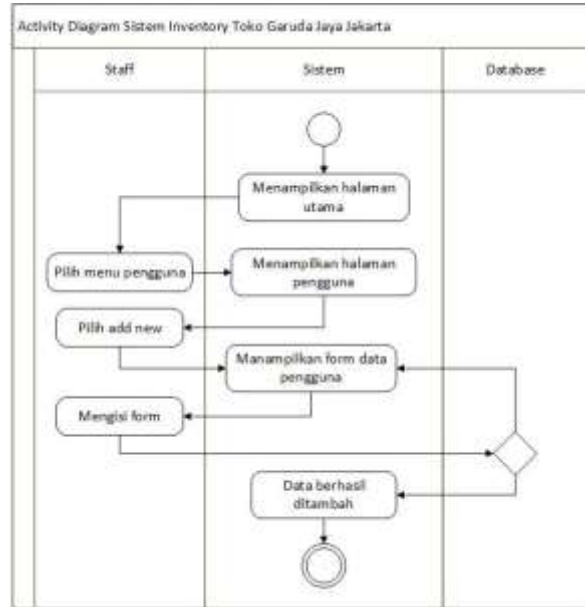 Activity Diagram Sistem Inventory Toko Garuda Jaya Jakarta
Staff
Sistem
Database
Menampilkan halaman
utama
Pilih menu pengguna
Menampilkan halaman
pengguna
Pilih add new
Manampilkan form data
pengguna
Mengisi form
Data berhasil
ditambah